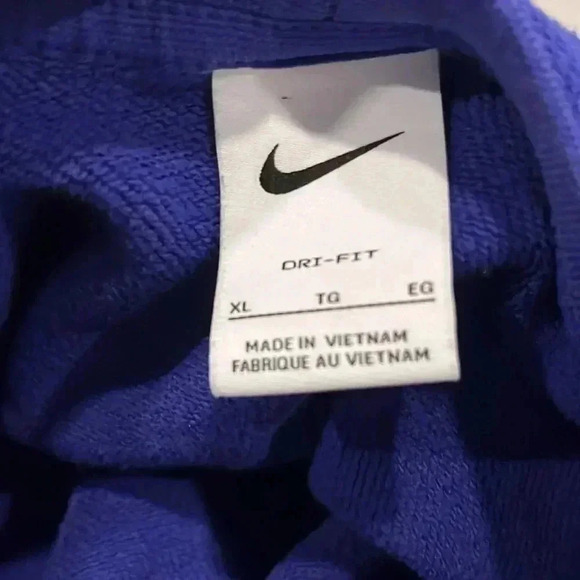 DRI-FIT
XL TG EG
MADE IN VIETNAM
FABRIQUE AU VIETNAM